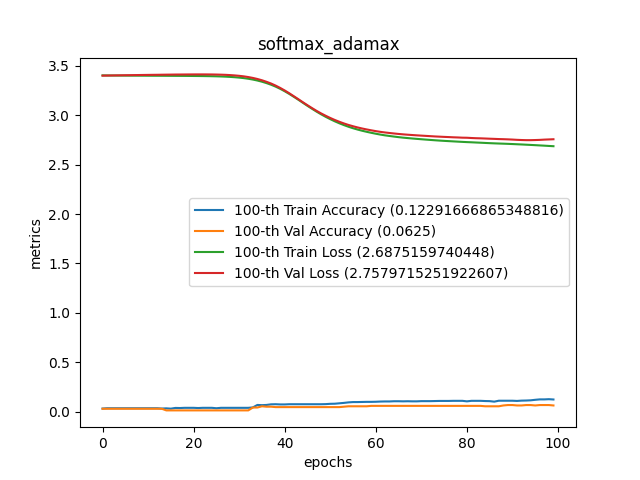 softmax_adamax
3.5
3.0
2.5
2.0
1.5
1.0
0.5
0.0
metrics
100-th Train Accuracy (0.12291666865348816)
100-th Val Accuracy (0.0625)
100-th Train Loss (2.6875159740448)
100-th Val Loss (2.7579715251922607)
0 20 40 60 80 100
epochs